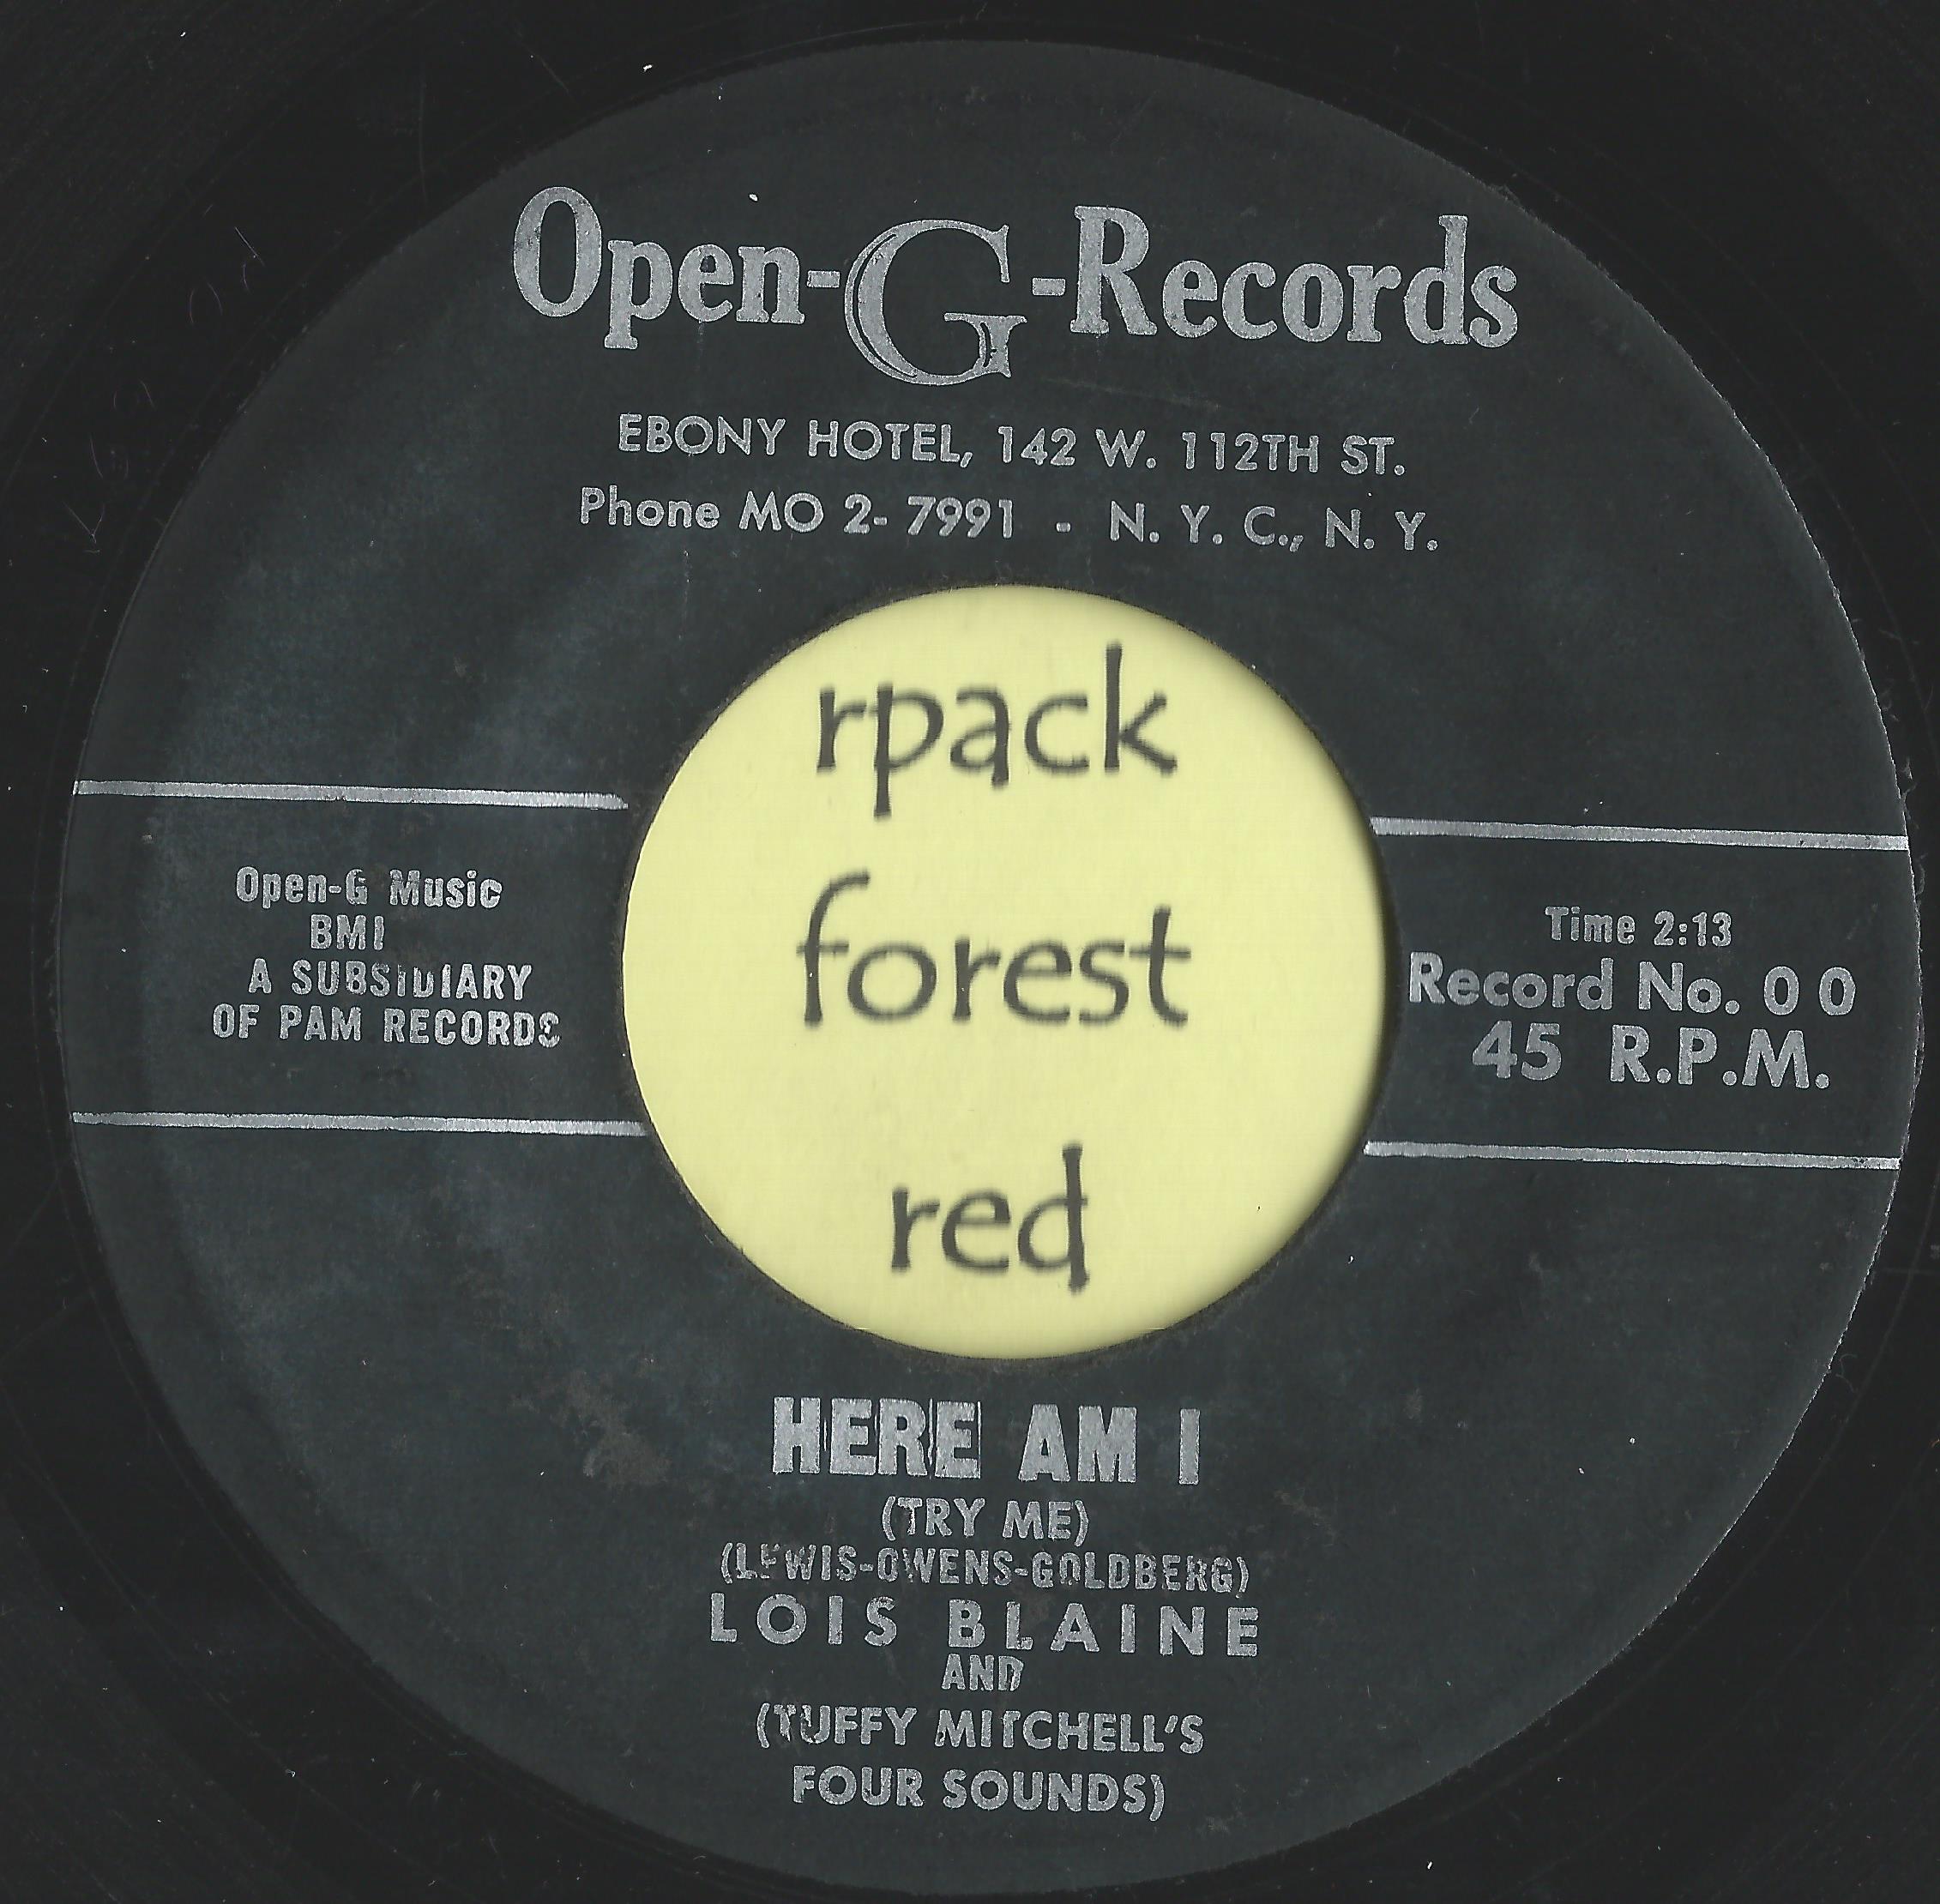 Open-G-Records
EBONY HOTEL, 142 W. 112TH ST.
Phone MO 2-7991 - N. Y. C., N. Y.
rpack
forest
red
Open-G Music
BMI
A SUBSIDIARY
OF PAM RECORDS
Time 2:13
Record No. 0 0
45 R.P.M.
HERE AM I
(TRY ME)
(LEWIS-OWENS-GOLDBERG)
LOIS BLAINE
AND
(TUFFY MITCHELL'S
FOUR SOUNDS)